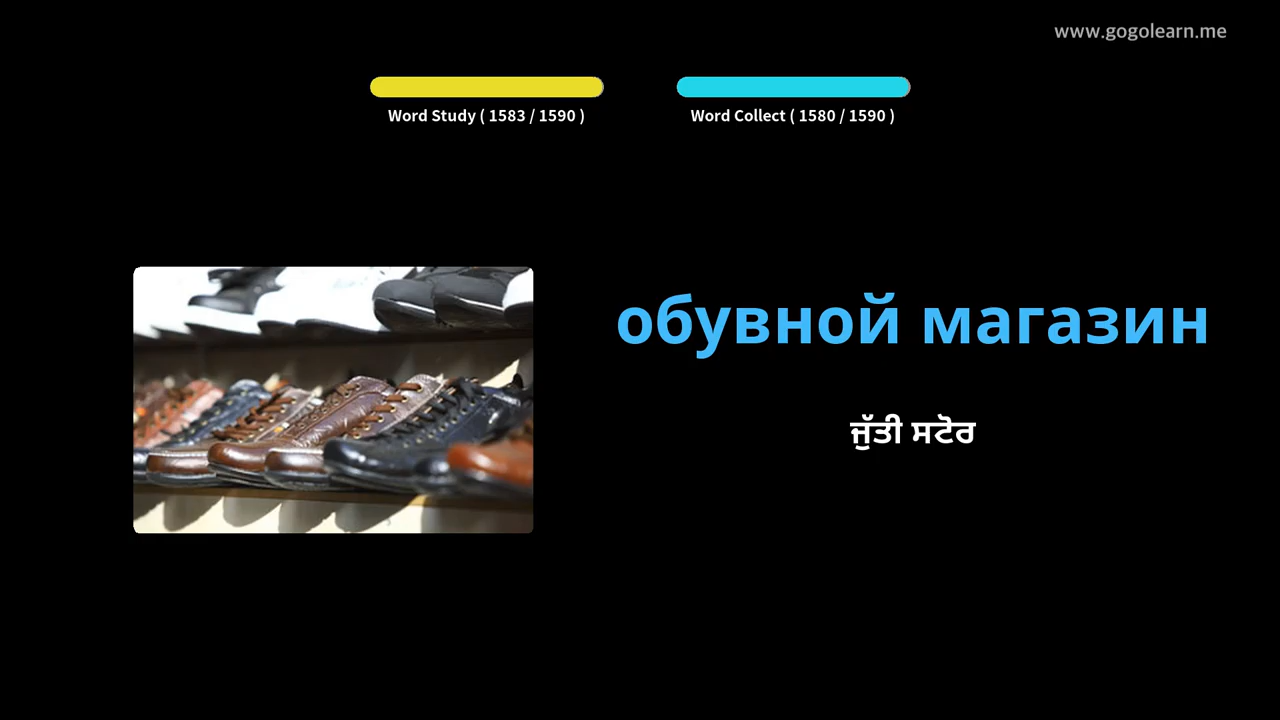 www.gogolearn.me
Word Study ( 1583 / 1590 )
Word Collect ( 1580 / 1590 )
обувной магазин
ਜੁੱਤੀ ਸਟੋਰ